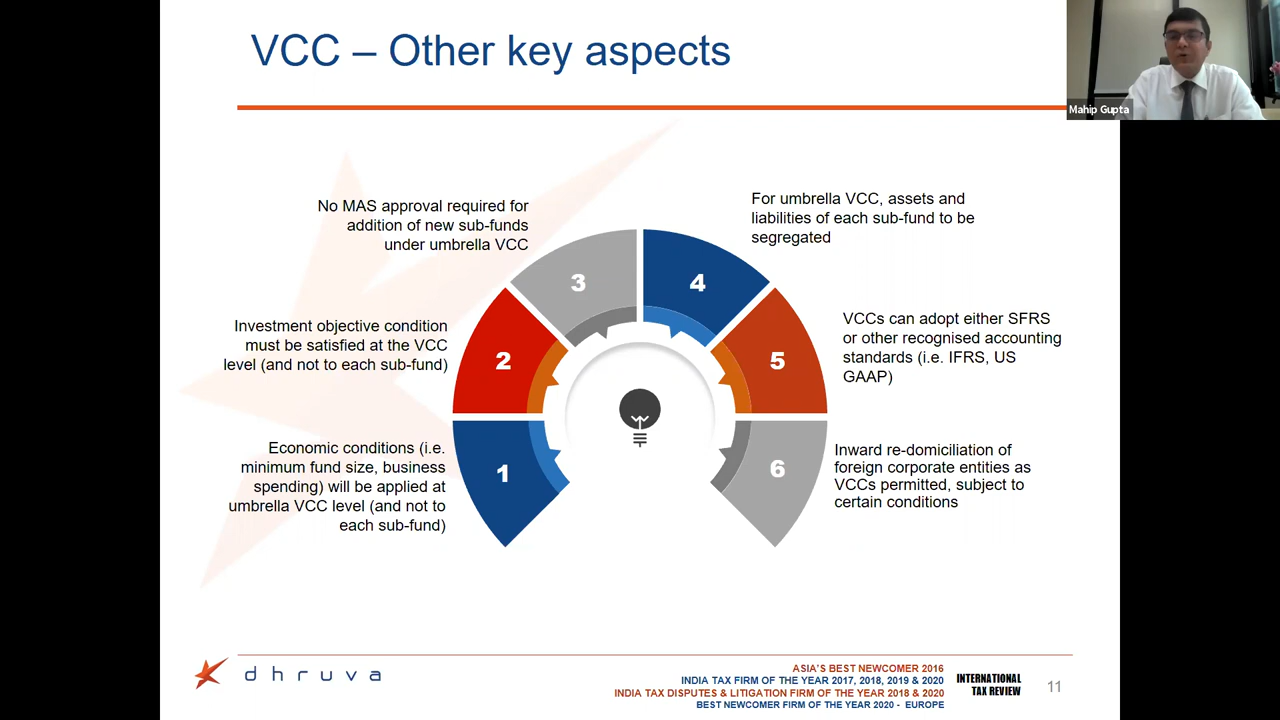 VCC – Other key aspects
Mahip Gupta
No MAS approval required for
addition of new sub-funds
under umbrella VCC
For umbrella VCC, assets and
liabilities of each sub-fund to be
segregated
3
4
Investment objective condition
must be satisfied at the VCC
level (and not to each sub-fund)
2
5
VCCs can adopt either SFRS
or other recognised accounting
standards (i.e. IFRS, US
GAAP)
Economic conditions (i.e.
minimum fund size, business
spending) will be applied at
umbrella VCC level (and not to
each sub-fund)
1
6
Inward re-domiciliation of
foreign corporate entities as
VCCs permitted, subject to
certain conditions
dhruva
ASIA'S BEST NEWCOMER 2016
INDIA TAX FIRM OF THE YEAR 2017, 2018, 2019 & 2020
INDIA TAX DISPUTES & LITIGATION FIRM OF THE YEAR 2018 & 2020
BEST NEWCOMER FIRM OF THE YEAR 2020 - EUROPE
INTERNATIONAL
TAX REVIEW
11